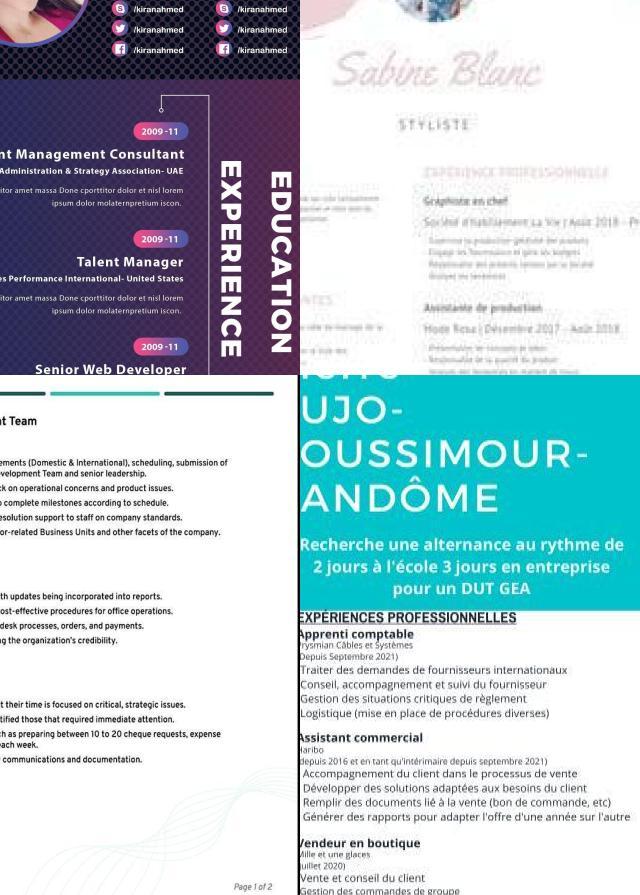 /kiranahmed /kiranahmed
/kiranahmed /kiranahmed
/kiranahmed /kiranahmed
2009-11
nt Management Consultant
Administration & Strategy Association- UAE
itor amet massa Done cporttitor dolor et nisl lorem
ipsum dolor molaternpretium iscon.
2009-11
Talent Manager
es Performance International- United States
itor amet massa Done cporttitor dolor et nisl lorem
ipsum dolor molaternpretium iscon.
2009-11
Senior Web Developer
EXPERIENCE
EDUCATION
Sabine Blanc
STYLISTE
EXPÉRIENCE PROFESSIONNELLE
Graphiste en chef
Société d'habillement La Vie | Août 2018 - Pr
Assistante de production
Mode Rosa | Décembre 2017 - Août 2018
nt Team
ements (Domestic & International), scheduling, submission of
evelopment Team and senior leadership.
ck on operational concerns and product issues.
o complete milestones according to schedule.
esolution support to staff on company standards.
or-related Business Units and other facets of the company.
th updates being incorporated into reports.
ost-effective procedures for office operations.
desk processes, orders, and payments.
ng the organization's credibility.
t their time is focused on critical, strategic issues.
tified those that required immediate attention.
ch as preparing between 10 to 20 cheque requests, expense
each week.
communications and documentation.
Page 1 of 2
UJO-
OUSSIMOUR-
ANDÔME
Recherche une alternance au rythme de
2 jours à l'école 3 jours en entreprise
pour un DUT GEA
EXPÉRIENCES PROFESSIONNELLES
Apprenti comptable
Prysmian Câbles et Systèmes
(Depuis Septembre 2021)
Traiter des demandes de fournisseurs internationaux
Conseil, accompagnement et suivi du fournisseur
Gestion des situations critiques de règlement
Logistique (mise en place de procédures diverses)
Assistant commercial
Haribo
(depuis 2016 et en tant qu'intérimaire depuis septembre 2021)
Accompagnement du client dans le processus de vente
Développer des solutions adaptées aux besoins du client
Remplir des documents lié à la vente (bon de commande, etc)
Générer des rapports pour adapter l'offre d'une année sur l'autre
Vendeur en boutique
Mille et une glaces
(juillet 2020)
Vente et conseil du client
Gestion des commandes de groupe